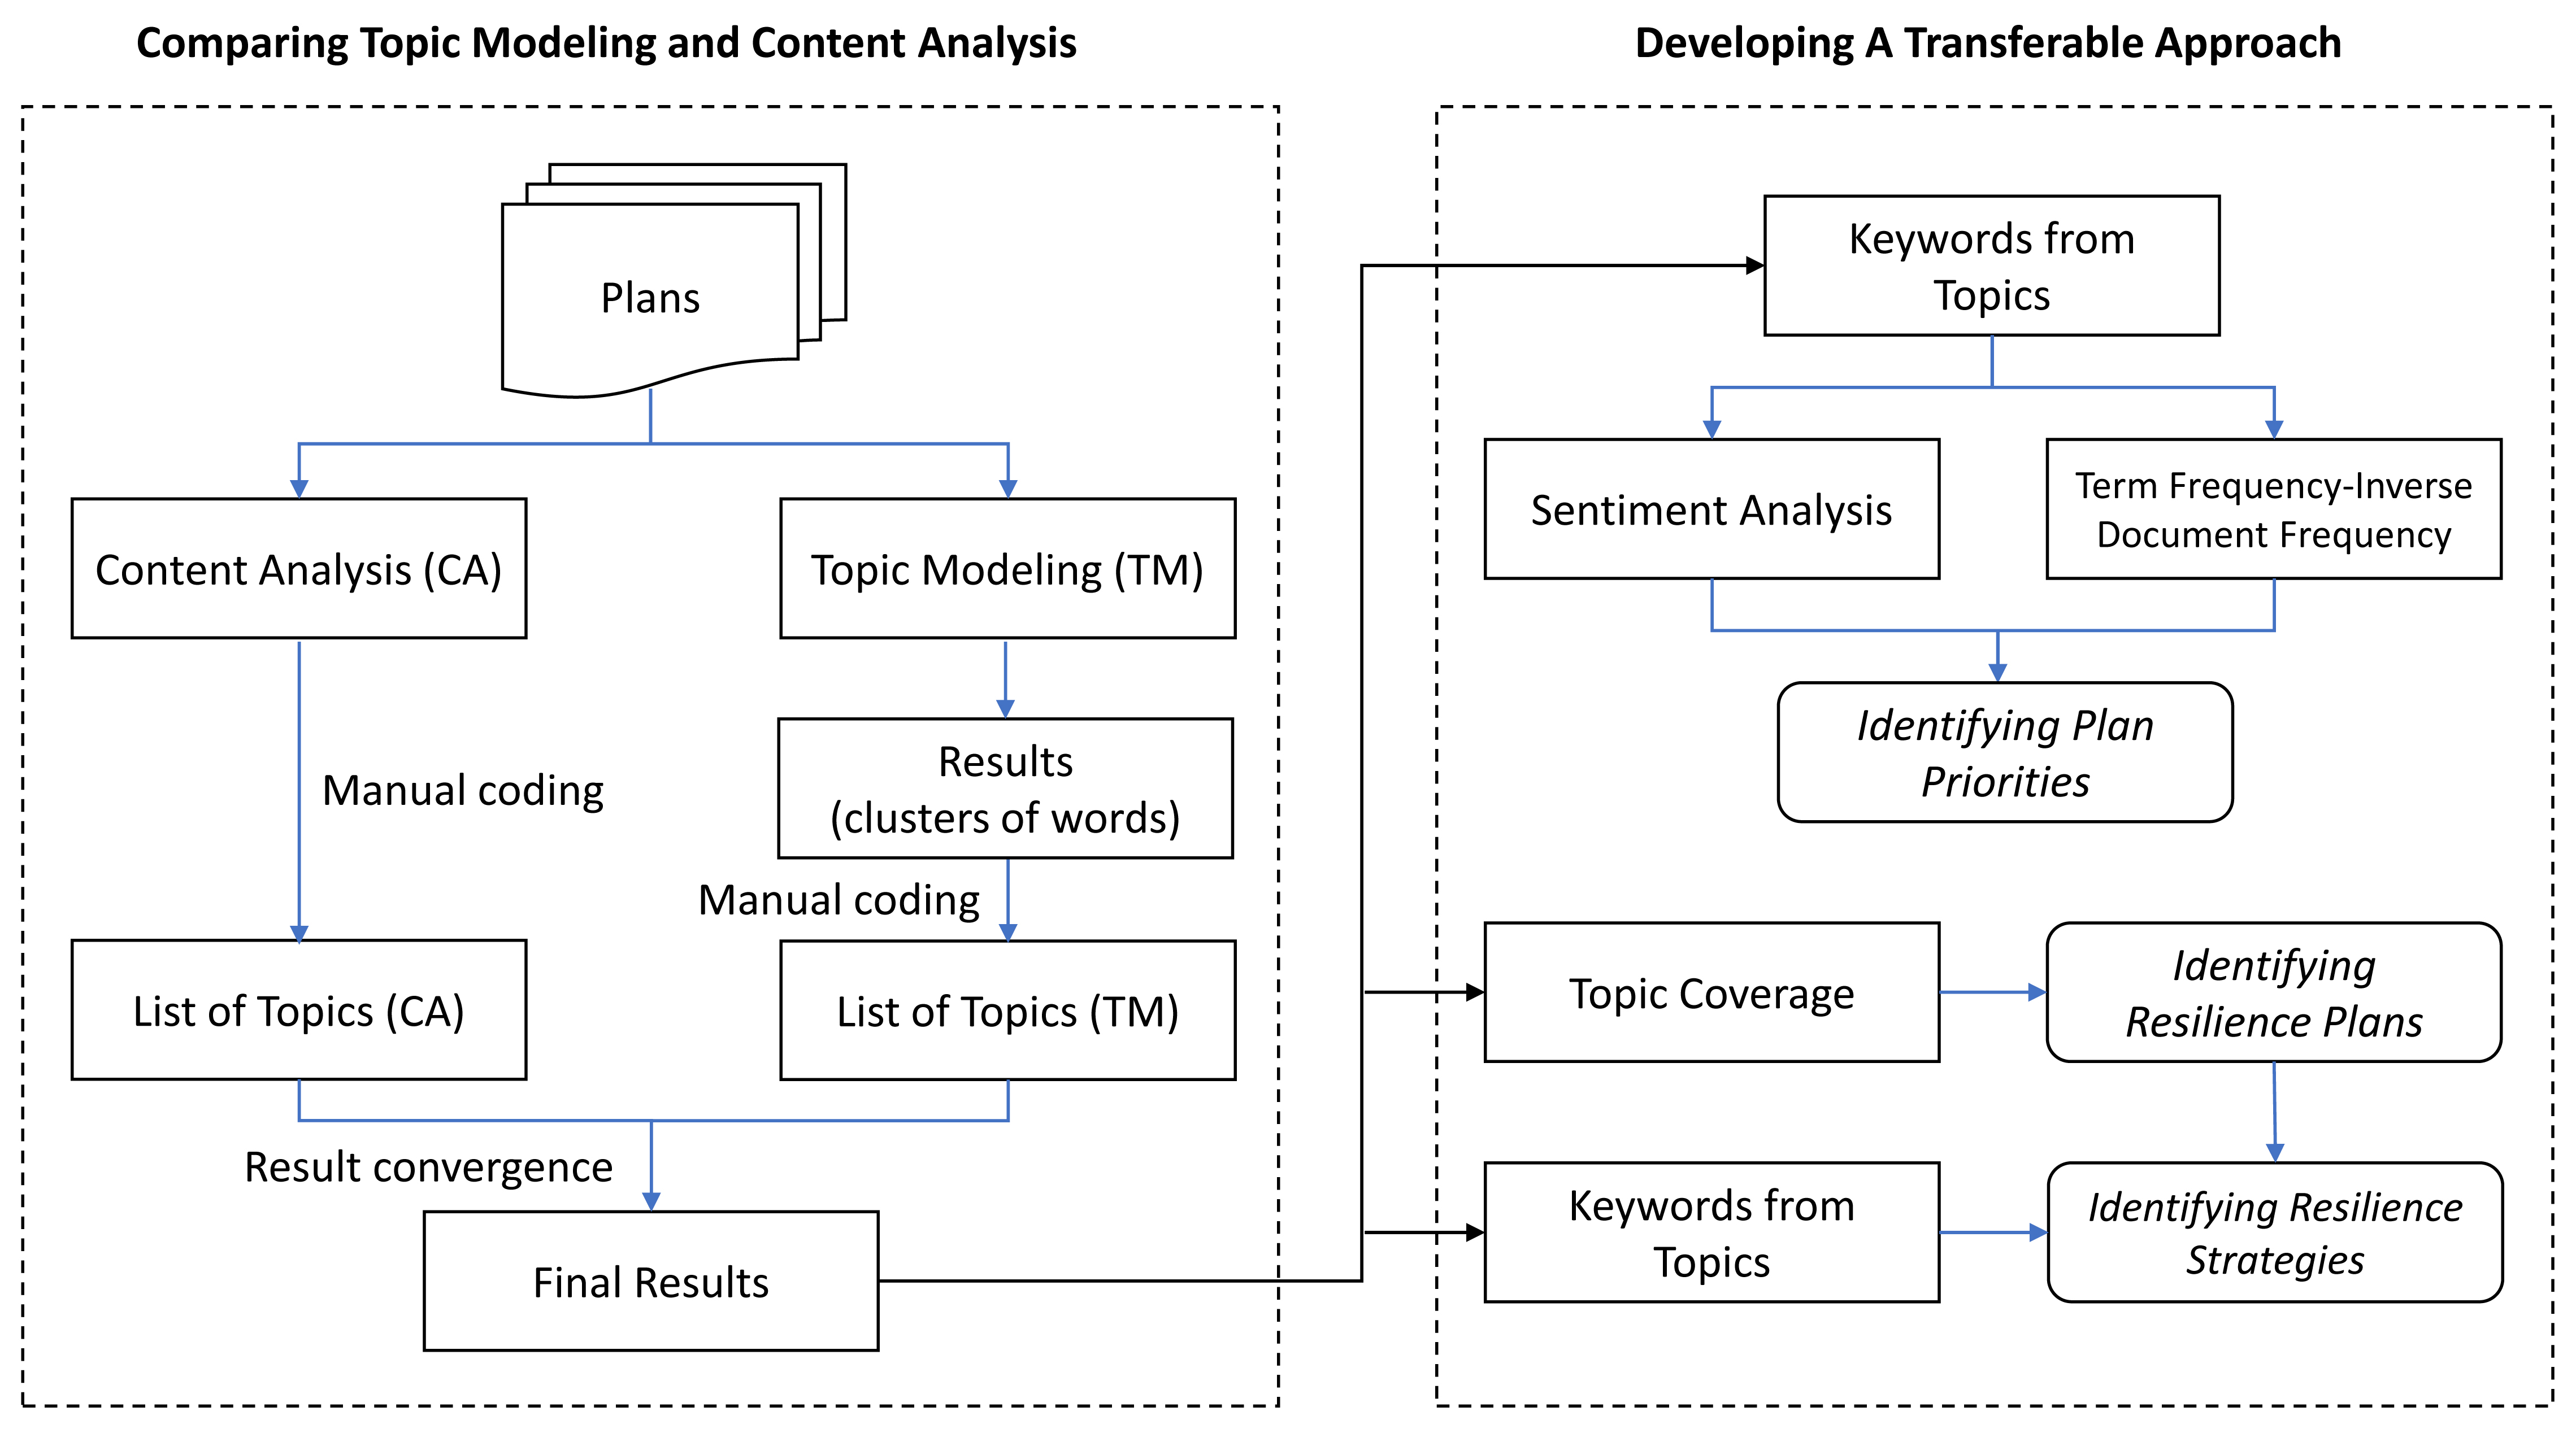 Comparing Topic Modeling and Content Analysis
Plans
Content Analysis (CA)
Topic Modeling (TM)
Manual coding
Results
(clusters of words)
Manual coding
List of Topics (CA)
List of Topics (TM)
Result convergence
Final Results
Developing A Transferable Approach
Keywords from
Topics
Sentiment Analysis
Term Frequency-Inverse
Document Frequency
Identifying Plan
Priorities
Topic Coverage
Identifying
Resilience Plans
Keywords from
Topics
Identifying Resilience
Strategies